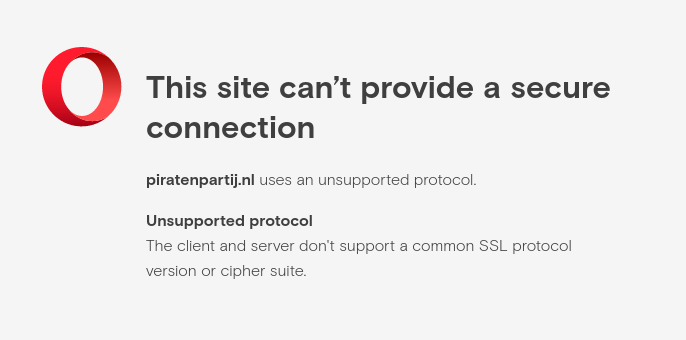 This site can’t provide a secure
connection
piratenpartij.nl uses an unsupported protocol.
Unsupported protocol
The client and server don't support a common SSL protocol
version or cipher suite.